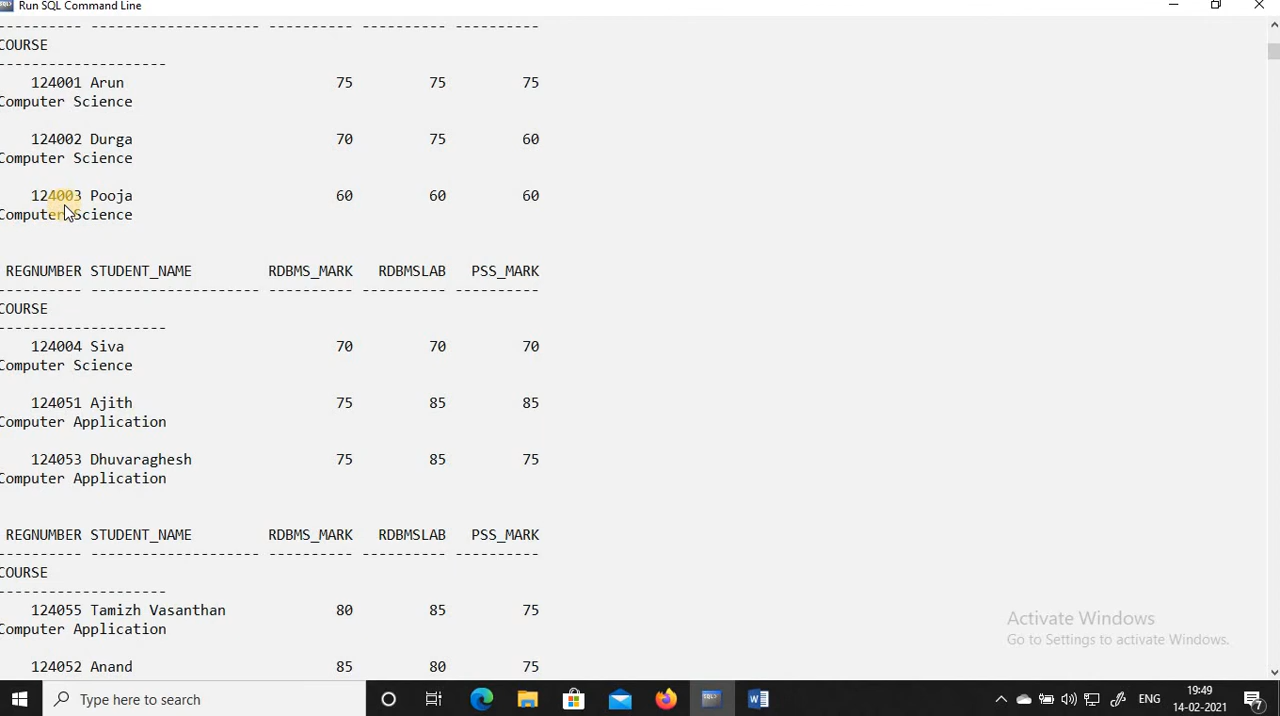 Run SQL Command Line
---------- -------------------- ---------- ---------- ----------
COURSE
--------------------
124001 Arun 75 75 75
Computer Science
124002 Durga 70 75 60
Computer Science
124003 Pooja 60 60 60
Computer Science
REGNUMBER STUDENT_NAME RDBMS_MARK RDBMSLAB PSS_MARK
---------- -------------------- ---------- ---------- ----------
COURSE
--------------------
124004 Siva 70 70 70
Computer Science
124051 Ajith 75 85 85
Computer Application
124053 Dhuvaraghesh 75 85 75
Computer Application
REGNUMBER STUDENT_NAME RDBMS_MARK RDBMSLAB PSS_MARK
---------- -------------------- ---------- ---------- ----------
COURSE
--------------------
124055 Tamizh Vasanthan 80 85 75
Computer Application
124052 Anand 85 80 75
Activate Windows
Go to Settings to activate Windows.
Type here to search
ENG
19:49
14-02-2021
7